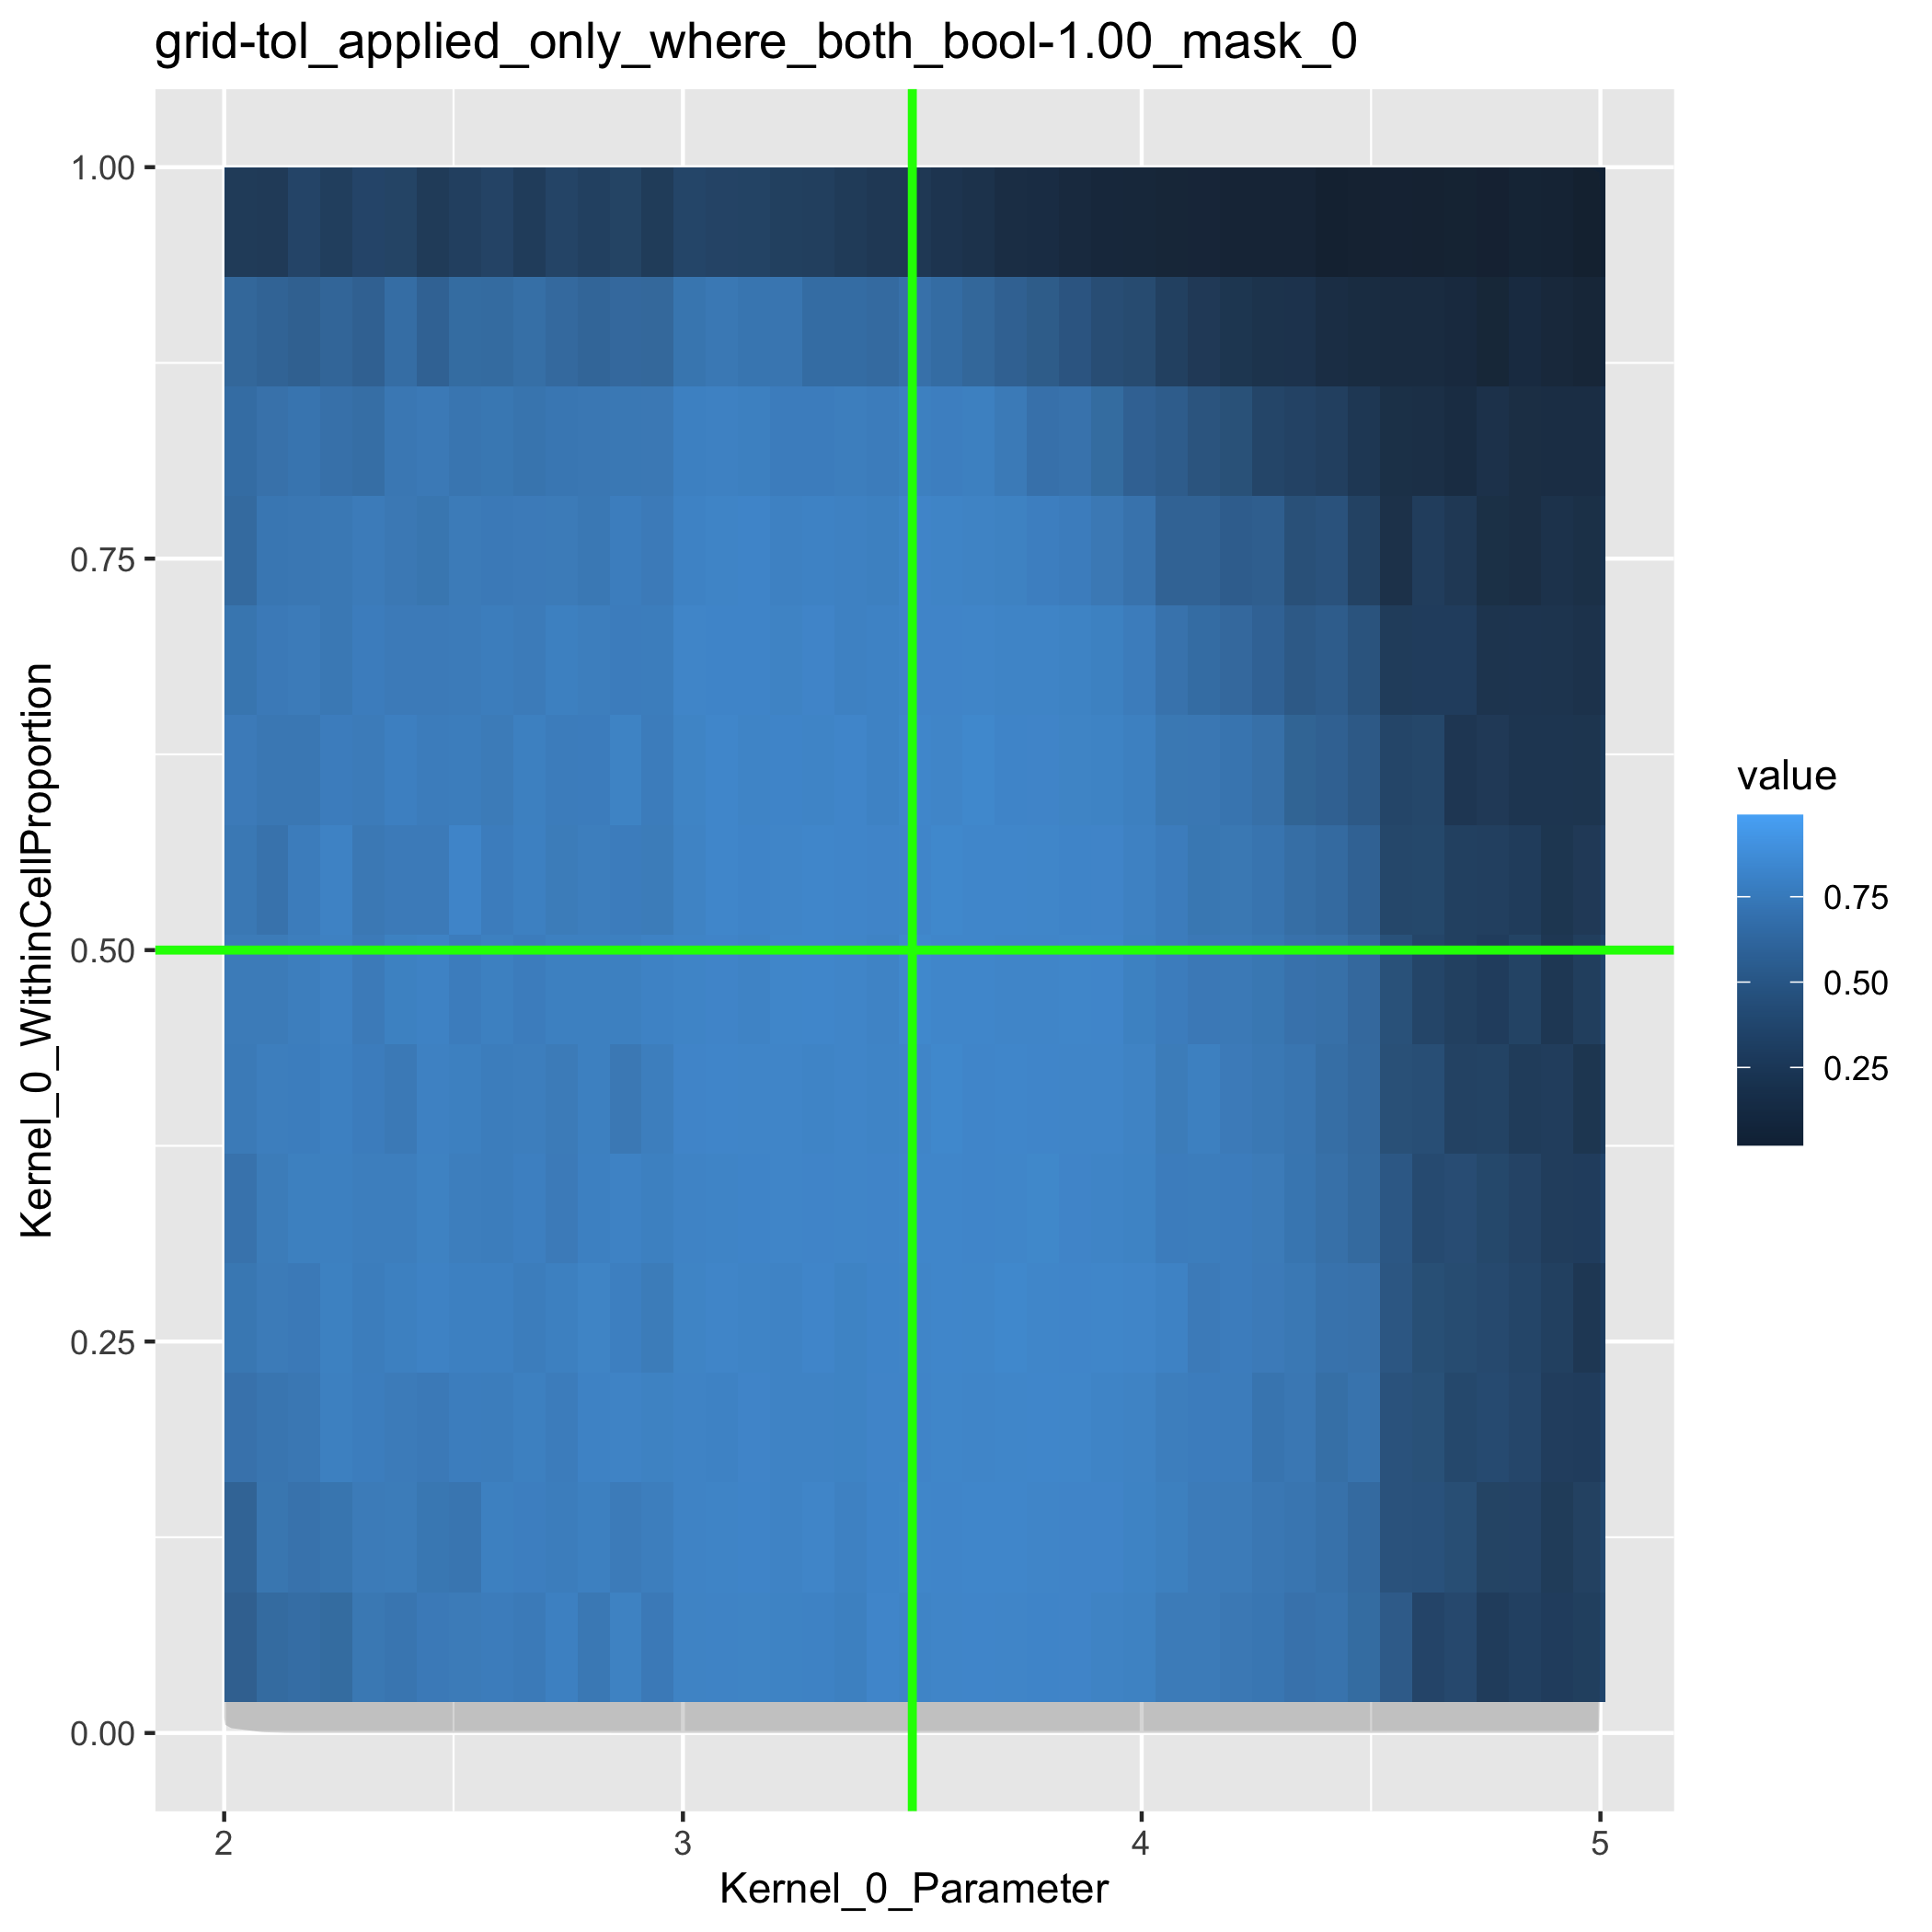 grid-tol_applied_only_where_both_bool-1.00_mask_0
1.00
0.75
0.50
0.25
0.00
Kernel_0_WithinCellProportion
2 3 4 5
Kernel_0_Parameter
value
0.75
0.50
0.25